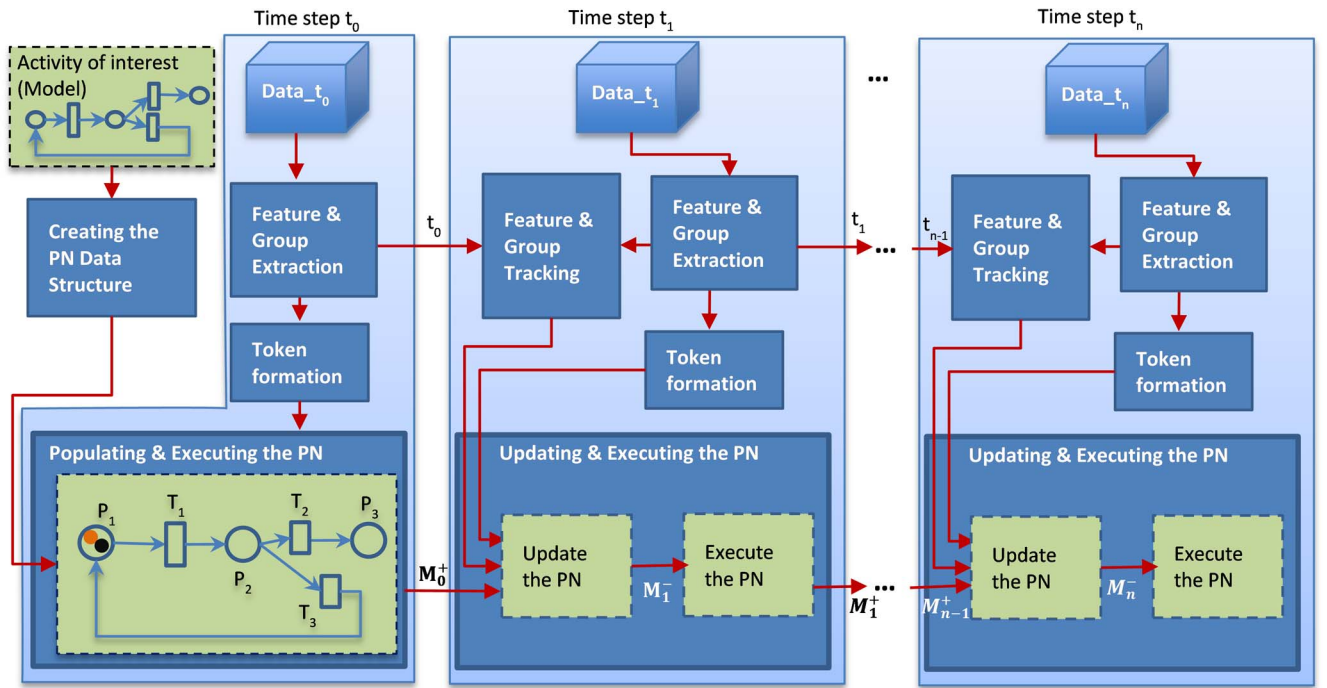 Time step t₀
Time step t₁
Time step tₙ
Activity of interest
(Model)
Data_t₀
Data_t₁
...
Data_tₙ
Creating the
PN Data
Structure
Feature &
Group
Extraction
t₀
Feature &
Group
Tracking
Feature &
Group
Extraction
t₁
...
tₙ₋₁
Feature &
Group
Tracking
Feature &
Group
Extraction
Token
formation
Token
formation
Token
formation
Populating & Executing the PN
P₁
T₁
P₂
T₂
P₃
T₃
M₀⁺
Updating & Executing the PN
Update
the PN
M₁⁻
Execute
the PN
M₁⁺
...
Mₙ₋₁⁺
Updating & Executing the PN
Update
the PN
Mₙ⁻
Execute
the PN